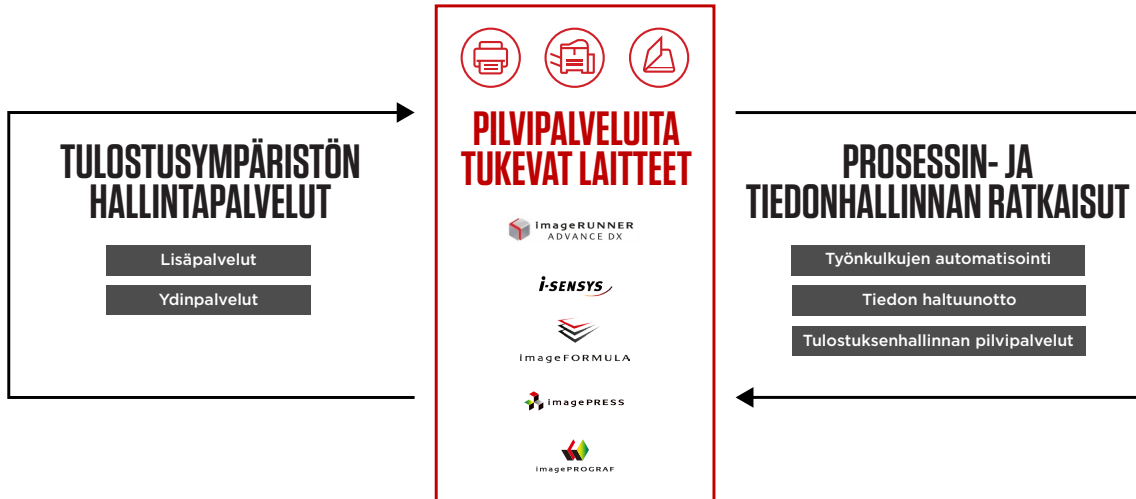 TULOSTUSYMPÄRISTÖN
HALLINTAPALVELUT
Lisäpalvelut
Ydinpalvelut
PILVIPALVELUITA
TUKEVAT LAITTEET
imageRUNNER
ADVANCE DX
i-SENSYS
imageFORMULA
imagePRESS
imagePROGRAF
PROSESSIN- JA
TIEDONHALLINNAN RATKAISUT
Työnkulkujen automatisointi
Tiedon haltuunotto
Tulostuksenhallinnan pilvipalvelut